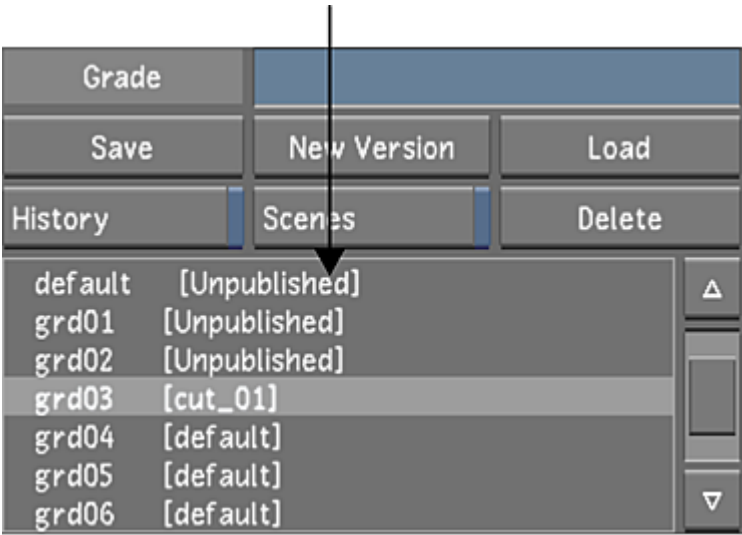 Grade
Save New Version Load
History Scenes Delete
default [Unpublished]
grd01 [Unpublished]
grd02 [Unpublished]
grd03 [cut_01]
grd04 [default]
grd05 [default]
grd06 [default]